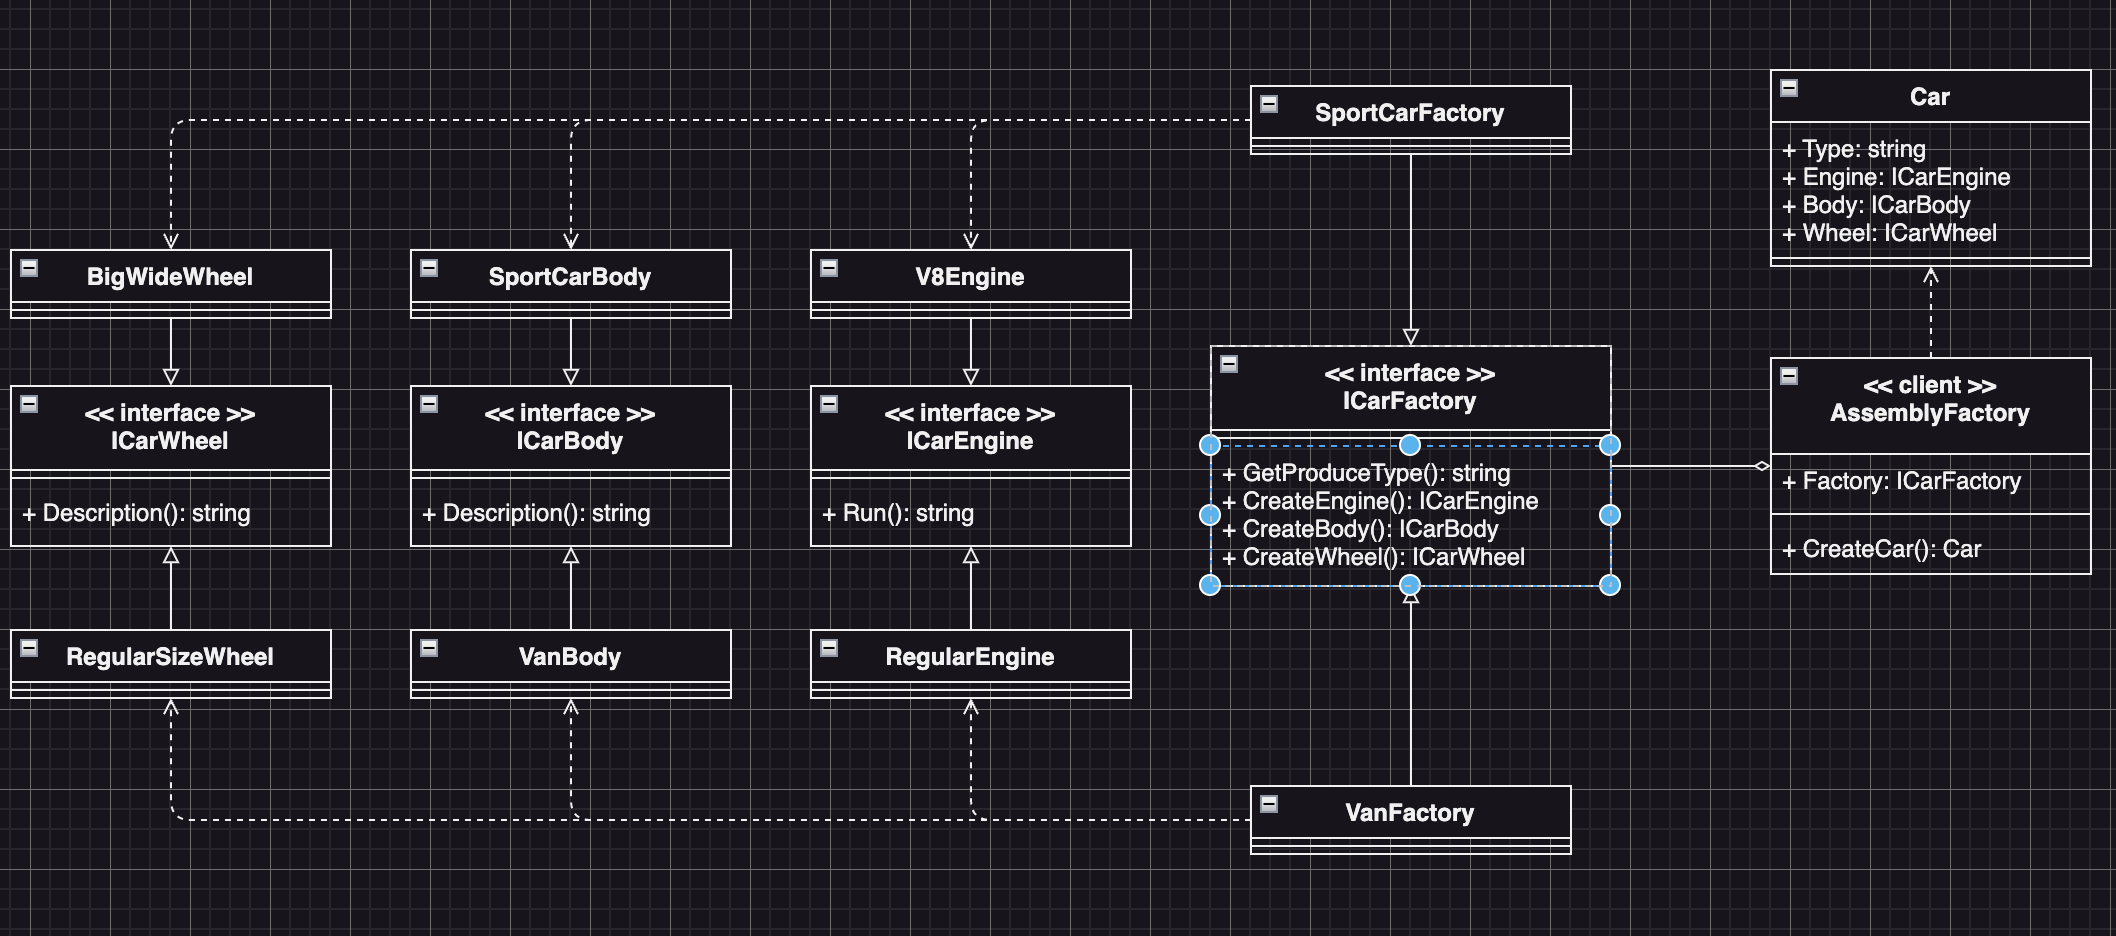 SportCarFactory
Car
+ Type: string
+ Engine: ICarEngine
+ Body: ICarBody
+ Wheel: ICarWheel
BigWideWheel
SportCarBody
V8Engine
<< interface >>
ICarWheel
+ Description(): string
<< interface >>
ICarBody
+ Description(): string
<< interface >>
ICarEngine
+ Run(): string
<< interface >>
ICarFactory
+ GetProduceType(): string
+ CreateEngine(): ICarEngine
+ CreateBody(): ICarBody
+ CreateWheel(): ICarWheel
<< client >>
AssemblyFactory
+ Factory: ICarFactory
+ CreateCar(): Car
RegularSizeWheel
VanBody
RegularEngine
VanFactory